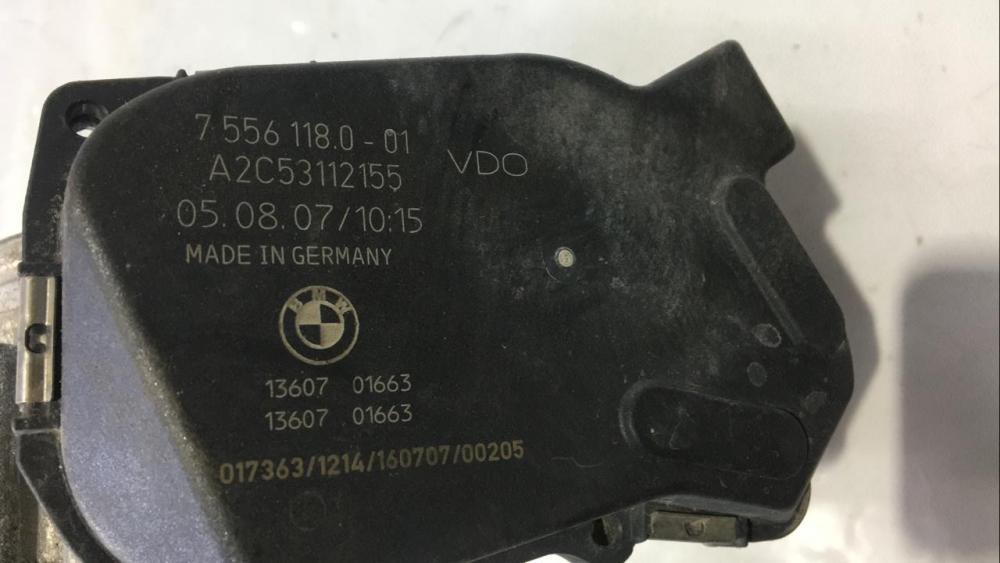 7 556 118.0 - 01
A2C53112155
VDO
05.08.07/10:15
MADE IN GERMANY
BMW
13607 01663
13607 01663
017363/1214/160707/00205